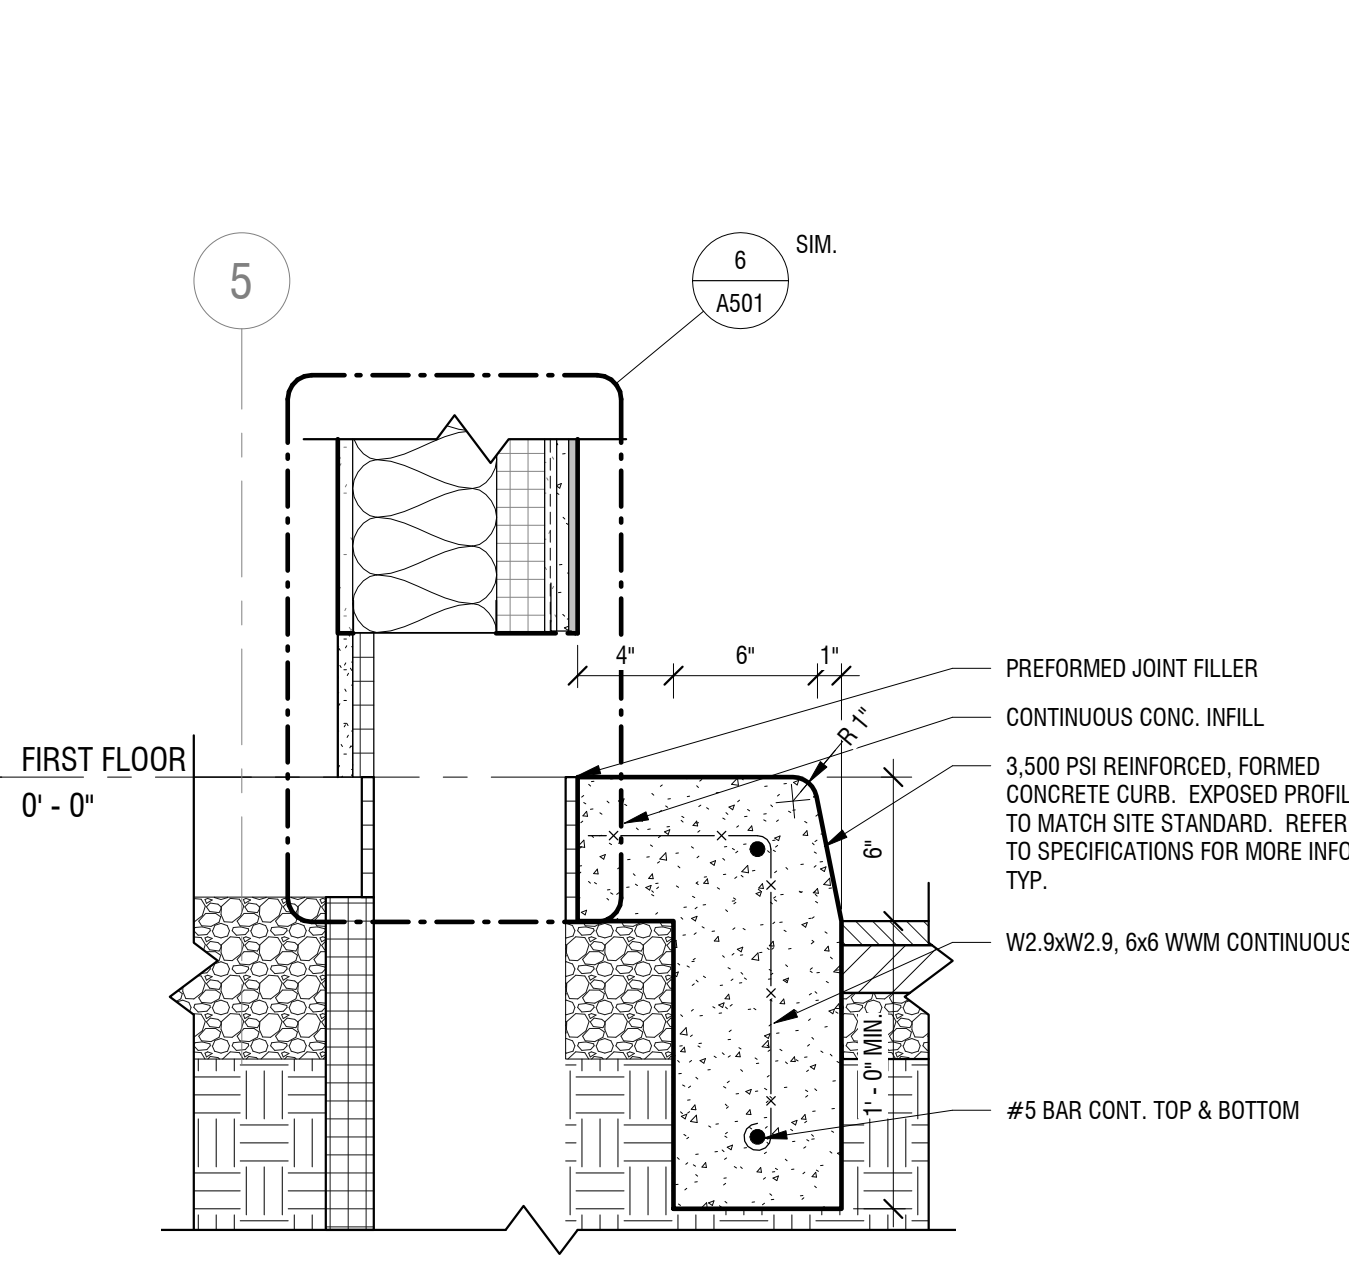 5
6
A501
SIM.
4"
6"
1"
R 1"
PREFORMED JOINT FILLER
CONTINUOUS CONC. INFILL
FIRST FLOOR
0' - 0"
3,500 PSI REINFORCED, FORMED
CONCRETE CURB. EXPOSED PROFIL
TO MATCH SITE STANDARD. REFER
TO SPECIFICATIONS FOR MORE INFO
TYP.
6"
W2.9xW2.9, 6x6 WWM CONTINUOUS
1' - 0" MIN.
#5 BAR CONT. TOP & BOTTOM